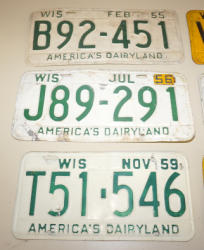 WIS FEB 55
B92-451
AMERICA'S DAIRYLAND
WIS JUL 56
J89-291
AMERICA'S DAIRYLAND
WIS NOV 59
T51-546
AMERICA'S DAIRYLAND